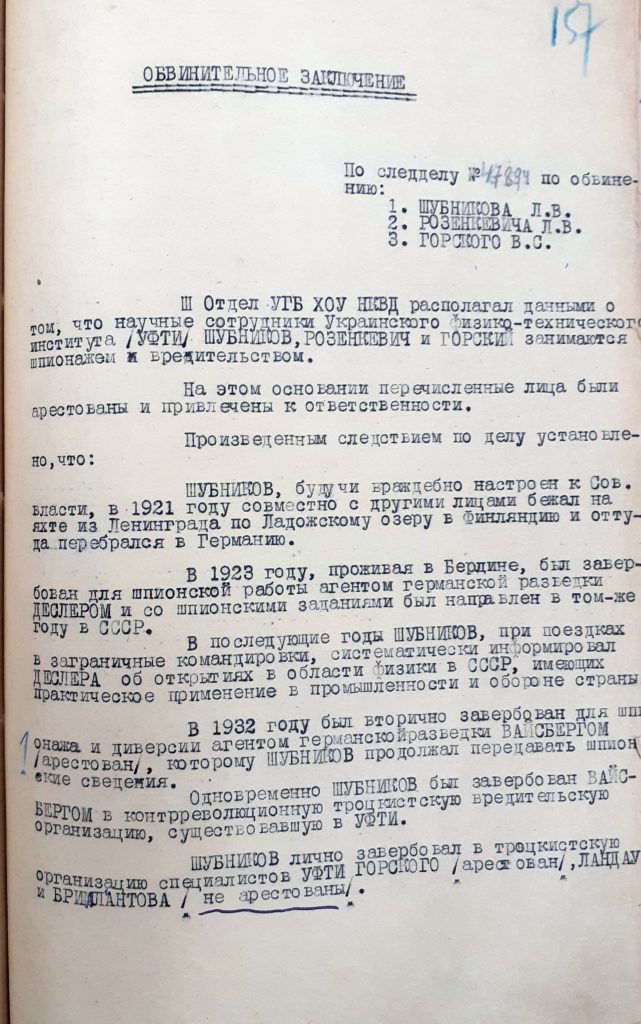 157
ОБВИНИТЕЛЬНОЕ ЗАКЛЮЧЕНИЕ
По следделу № 47894 по обвине-
нию:
1. ШУБНИКОВА Л.В.
2. РОЗЕНКЕВИЧА Л.В.
3. ГОРСКОГО В.С.
Ш Отдел УГБ ХОУ НКВД располагал данными о
том, что научные сотрудники Украинского физико-технического
института /УФТИ/ ШУБНИКОВ, РОЗЕНКЕВИЧ и ГОРСКИЙ занимаются
шпионажем и вредительством.
На этом основании перечисленные лица были
арестованы и привлечены к ответственности.
Произведенным следствием по делу установле-
но,что:
ШУБНИКОВ, будучи враждебно настроен к Сов.
власти, в 1921 году совместно с другими лицами бежал на
яхте из Ленинграда по Ладожскому озеру в Финляндию и отту-
да перебрался в Германию.
В 1923 году, проживая в Берлине, был завер-
бован для шпионской работы агентом германской разведки
ДЕСЛЕРОМ и со шпионскими заданиями был направлен в том-же
году в СССР.
В последующие годы ШУБНИКОВ, при поездках
в заграничные командировки, систематически информировал
ДЕСЛЕРА об открытиях в области физики в СССР, имеющих
практическое применение в промышленности и обороне страны
В 1932 году был вторично завербован для шпи
онажа и диверсии агентом германскойразведки ВАЙСБЕРГОМ
/арестован/, которому ШУБНИКОВ продолжал передавать шпион
ские сведения.
Одновременно ШУБНИКОВ был завербован ВАЙС-
БЕРГОМ в контрреволюционную троцкистскую вредительскую
организацию, существовавшую в УФТИ.
ШУБНИКОВ лично завербовал в троцкистскую
организацию специалистов УФТИ ГОРСКОГО /арестован/, ЛАНДАУ
и БРИЛЛАНТОВА / не арестованы/.